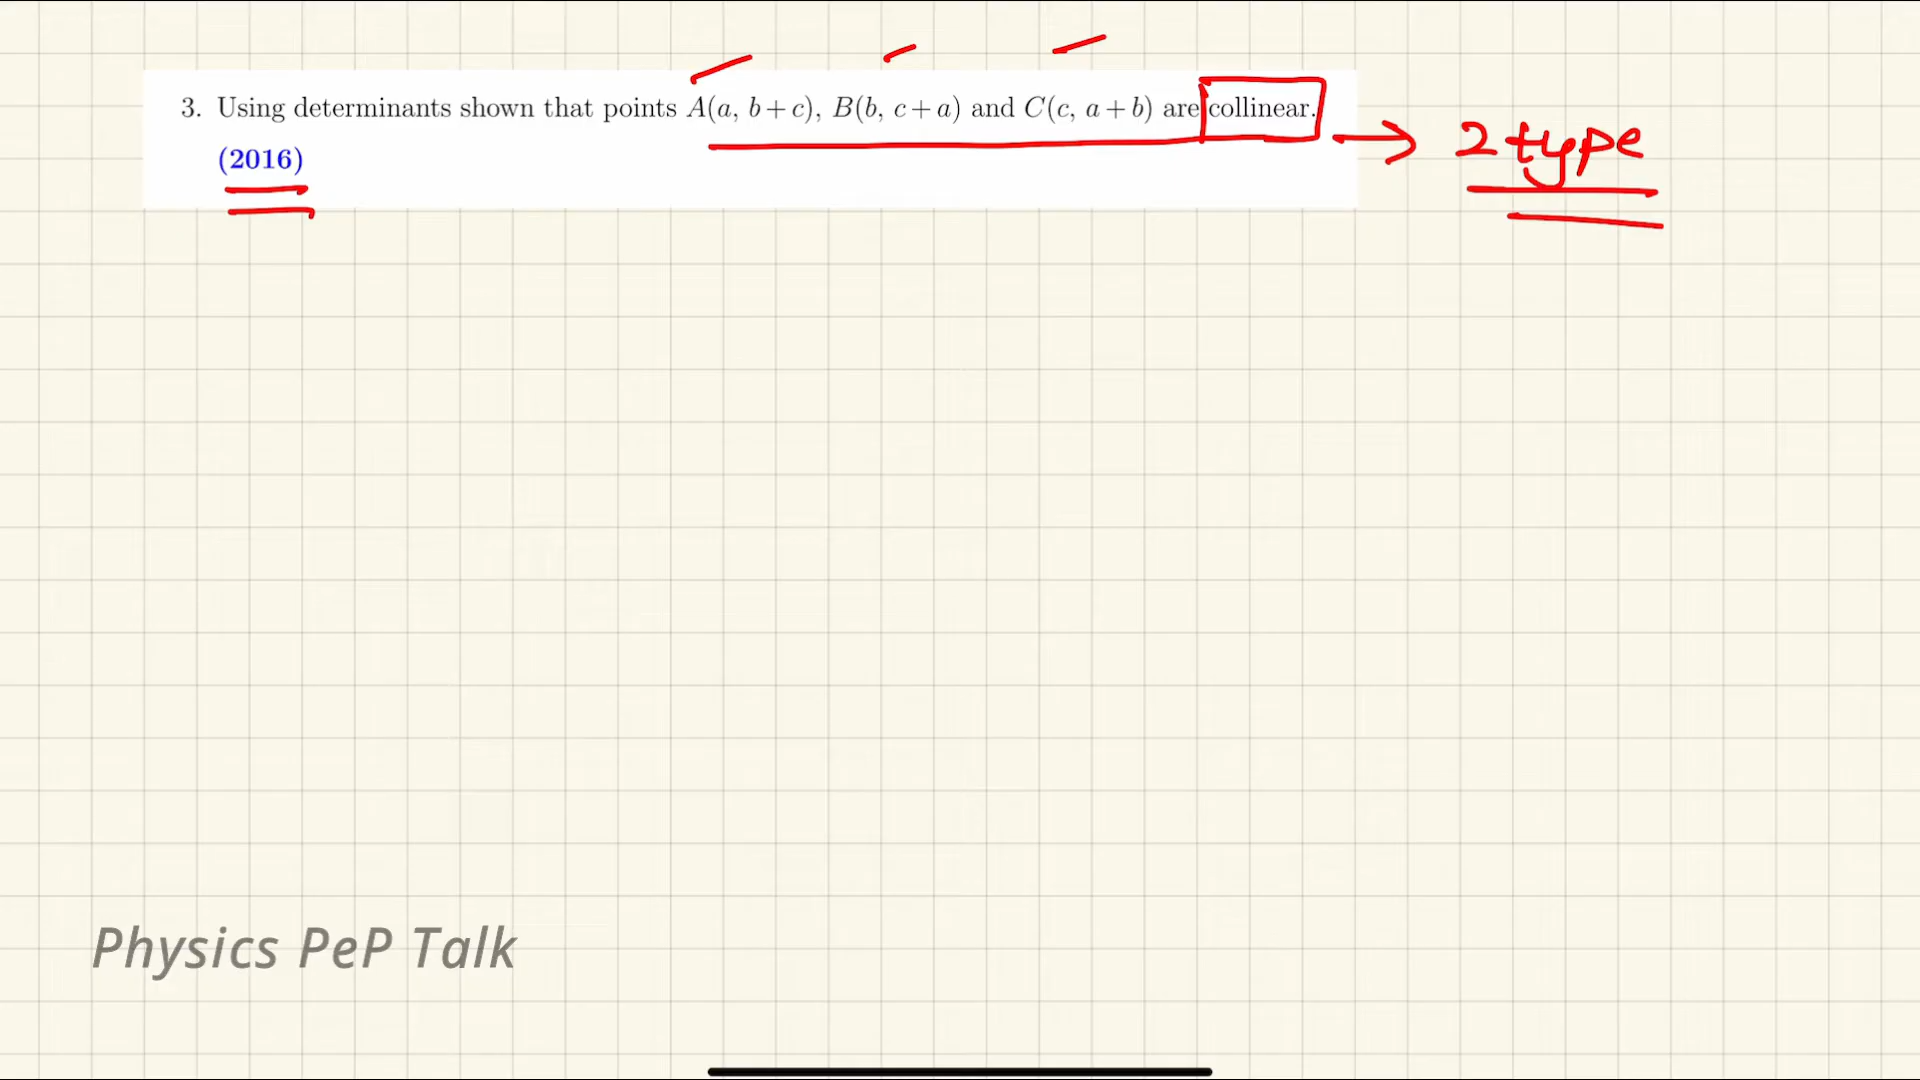 3. Using determinants shown that points A(a, b + c), B(b, c + a) and C(c, a + b) are collinear.
(2016)
2 type
Physics PeP Talk